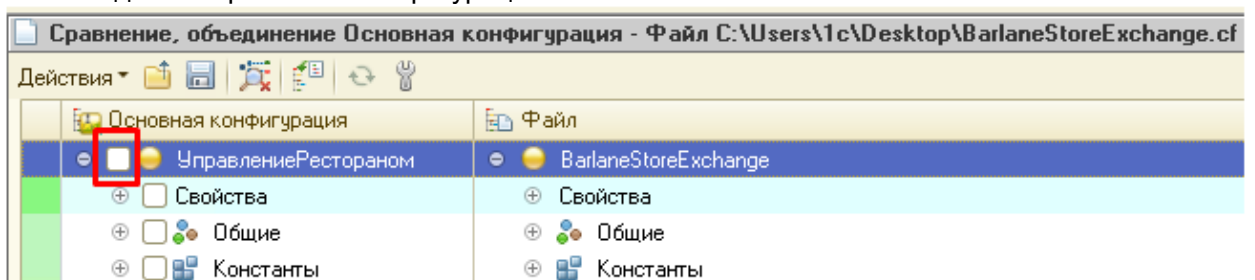 Сравнение, объединение Основная конфигурация - Файл C:\Users\1c\Desktop\BarlaneStoreExchange.cf
Действия
Основная конфигурация Файл
УправлениеРестораном BarlaneStoreExchange
Свойства Свойства
Общие Общие
Константы Константы